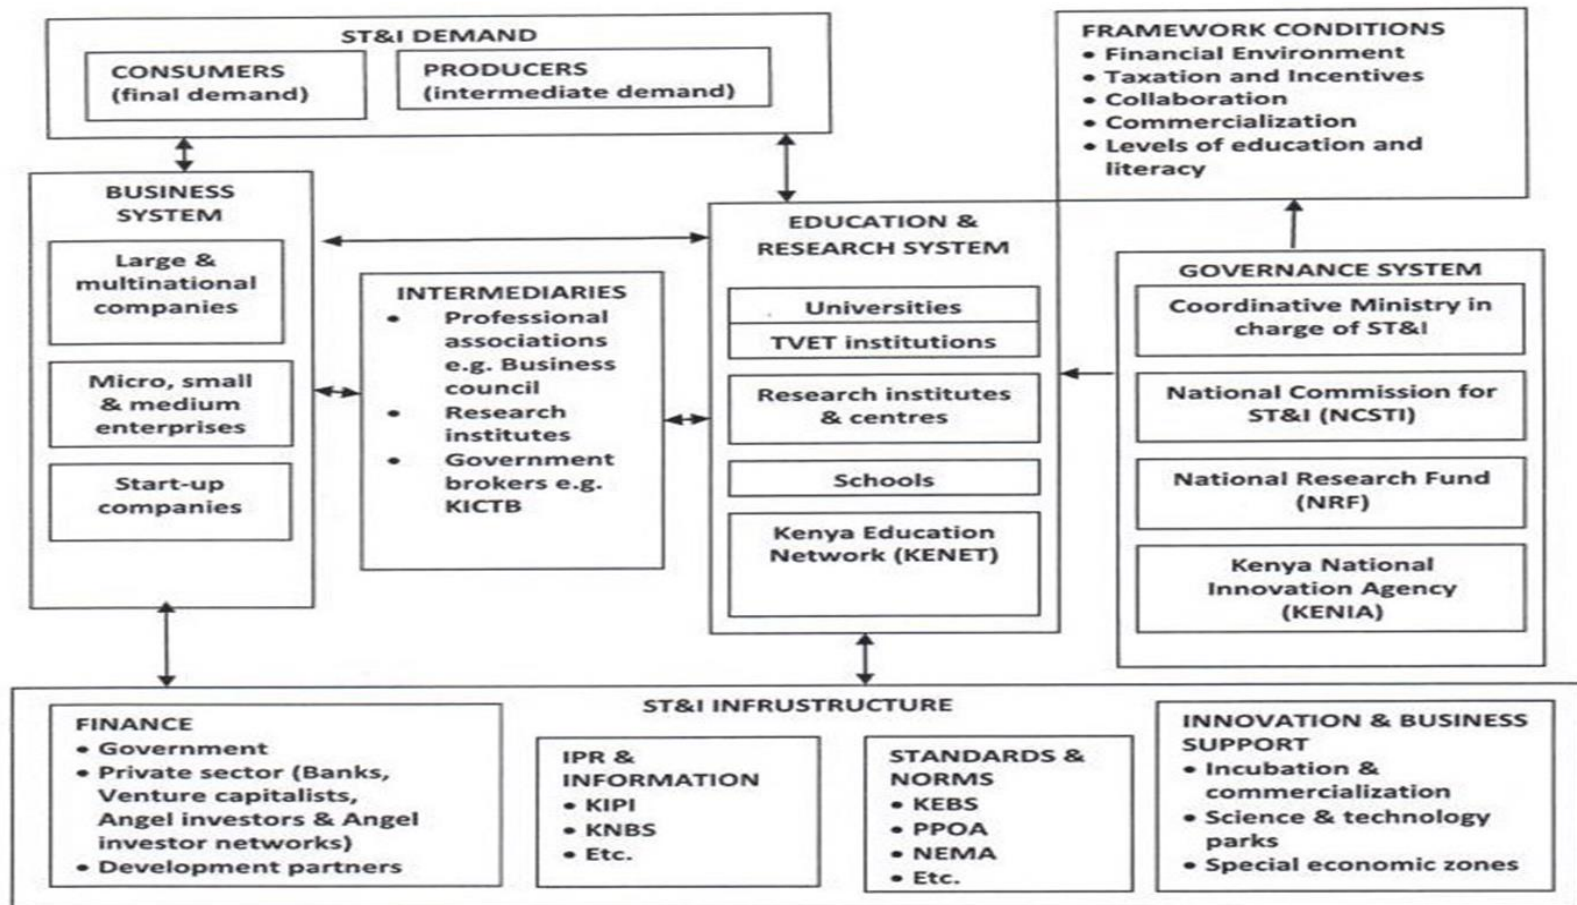 ST&I DEMAND
CONSUMERS
(final demand)
PRODUCERS
(intermediate demand)
FRAMEWORK CONDITIONS
• Financial Environment
• Taxation and Incentives
• Collaboration
• Commercialization
• Levels of education and
literacy
BUSINESS
SYSTEM
Large &
multinational
companies
Micro, small
& medium
enterprises
Start-up
companies
INTERMEDIARIES
• Professional
associations
e.g. Business
council
• Research
institutes
• Government
brokers e.g.
KICTB
EDUCATION &
RESEARCH SYSTEM
Universities
TVET institutions
Research institutes
& centres
Schools
Kenya Education
Network (KENET)
GOVERNANCE SYSTEM
Coordinative Ministry in
charge of ST&I
National Commission for
ST&I (NCSTI)
National Research Fund
(NRF)
Kenya National
Innovation Agency
(KENIA)
ST&I INFRUSTRUCTURE
FINANCE
• Government
• Private sector (Banks,
Venture capitalists,
Angel investors & Angel
investor networks)
• Development partners
IPR &
INFORMATION
• KIPI
• KNBS
• Etc.
STANDARDS &
NORMS
• KEBS
• PPOA
• NEMA
• Etc.
INNOVATION & BUSINESS
SUPPORT
• Incubation &
commercialization
• Science & technology
parks
• Special economic zones